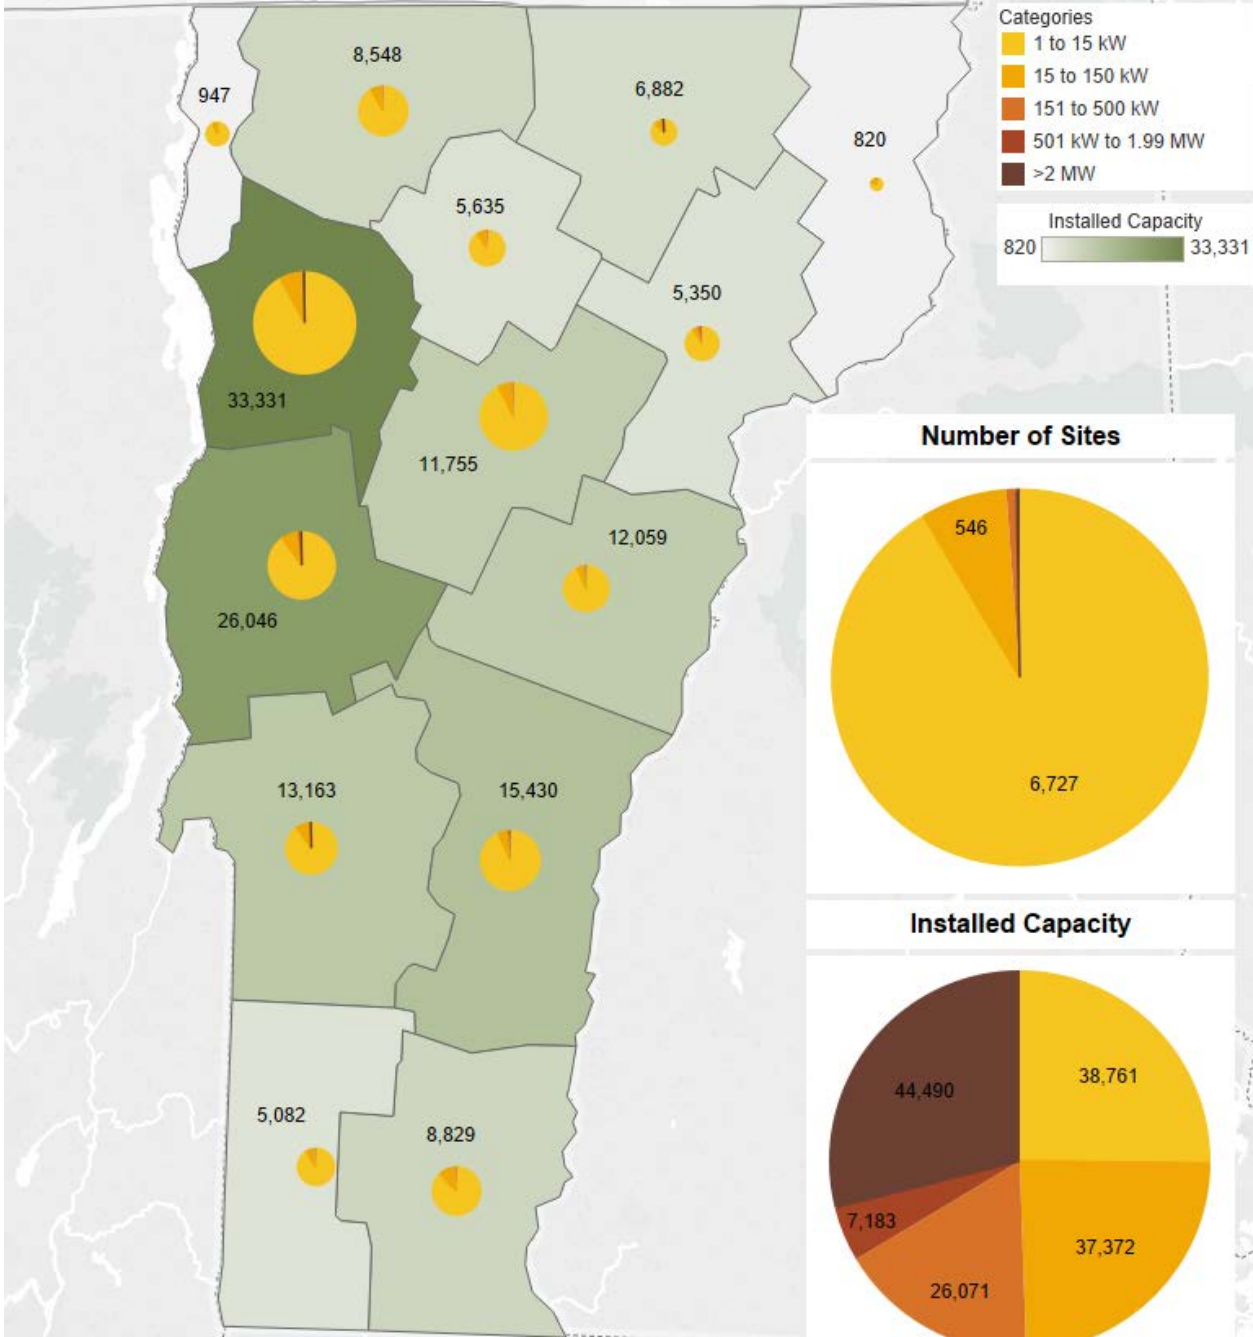 Categories
1 to 15 kW
15 to 150 kW
151 to 500 kW
501 kW to 1.99 MW
>2 MW
Installed Capacity
820 33,331
8,548
947
6,882
820
5,635
5,350
33,331
11,755
12,059
26,046
13,163
15,430
5,082
8,829
Number of Sites
546
6,727
Installed Capacity
38,761
44,490
7,183
37,372
26,071